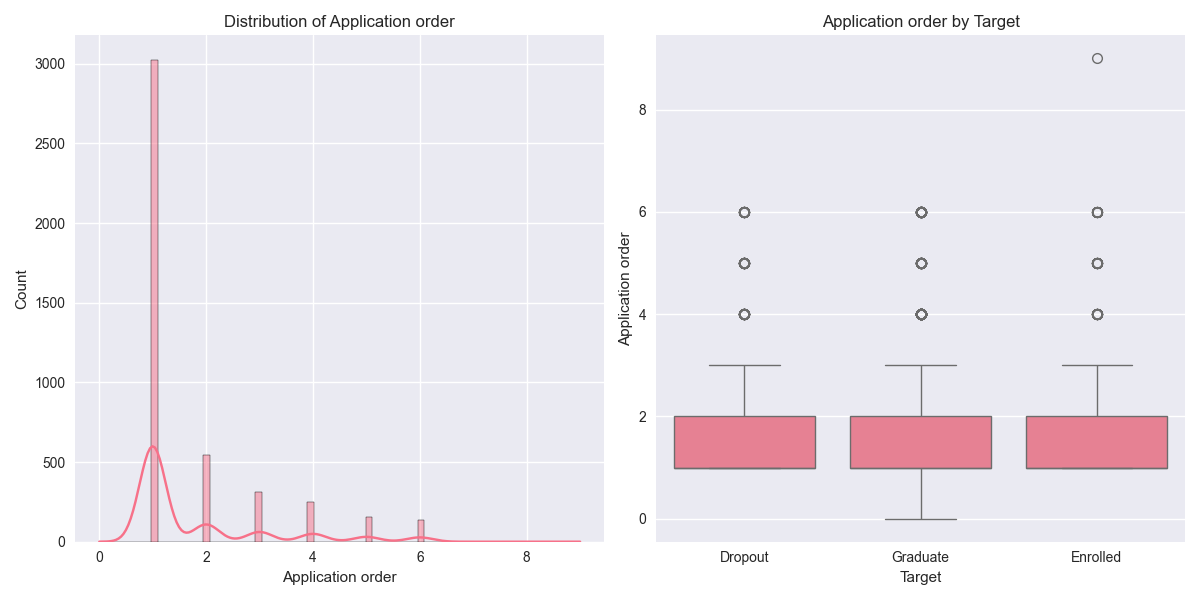 Distribution of Application order
3000
2500
2000
1500
1000
500
0
Count
0 2 4 6 8
Application order
Application order by Target
8
6
4
2
0
Application order
Dropout Graduate Enrolled
Target